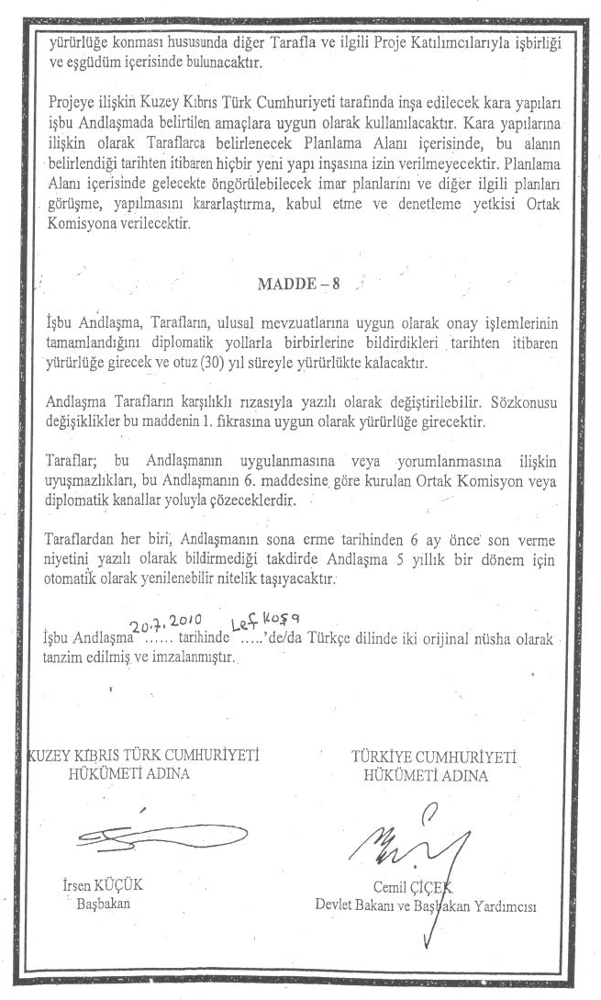 yürürlüğe konması hususunda diğer Tarafla ve ilgili Proje Katılımcılarıyla işbirliği
ve eşgüdüm içerisinde bulunacaktır.
Projeye ilişkin Kuzey Kıbrıs Türk Cumhuriyeti tarafında inşa edilecek kara yapıları
işbu Andlaşmada belirtilen amaçlara uygun olarak kullanılacaktır. Kara yapılarına
ilişkin olarak Taraflarca belirlenecek Planlama Alanı içerisinde, bu alanın
belirlendiği tarihten itibaren hiçbir yeni yapı inşasına izin verilmeyecektir. Planlama
Alanı içerisinde gelecekte öngörülebilecek imar planlarını ve diğer ilgili planları
görüşme, yapılmasını kararlaştırma, kabul etme ve denetleme yetkisi Ortak
Komisyona verilecektir.
MADDE – 8
İşbu Andlaşma, Tarafların, ulusal mevzuatlarına uygun olarak onay işlemlerinin
tamamlandığını diplomatik yollarla birbirlerine bildirdikleri tarihten itibaren
yürürlüğe girecek ve otuz (30) yıl süreyle yürürlükte kalacaktır.
Andlaşma Tarafların karşılıklı rızasıyla yazılı olarak değiştirilebilir. Sözkonusu
değişiklikler bu maddenin 1. fıkrasına uygun olarak yürürlüğe girecektir.
Taraflar; bu Andlaşmanın uygulanmasına veya yorumlanmasına ilişkin
uyuşmazlıkları, bu Andlaşmanın 6. maddesine göre kurulan Ortak Komisyon veya
diplomatik kanallar yoluyla çözeceklerdir.
Taraflardan her biri, Andlaşmanın sona erme tarihinden 6 ay önce son verme
niyetini yazılı olarak bildirmediği takdirde Andlaşma 5 yıllık bir dönem için
otomatik olarak yenilenebilir nitelik taşıyacaktır.
20.7.2010 Lefkoşa
İşbu Andlaşma ...... tarihinde .....'de/da Türkçe dilinde iki orijinal nüsha olarak
tanzim edilmiş ve imzalanmıştır.
KUZEY KIBRIS TÜRK CUMHURİYETİ
HÜKÜMETİ ADINA
İrsen KÜÇÜK
Başbakan
TÜRKİYE CUMHURİYETİ
HÜKÜMETİ ADINA
Cemil ÇİÇEK
Devlet Bakanı ve Başbakan Yardımcısı